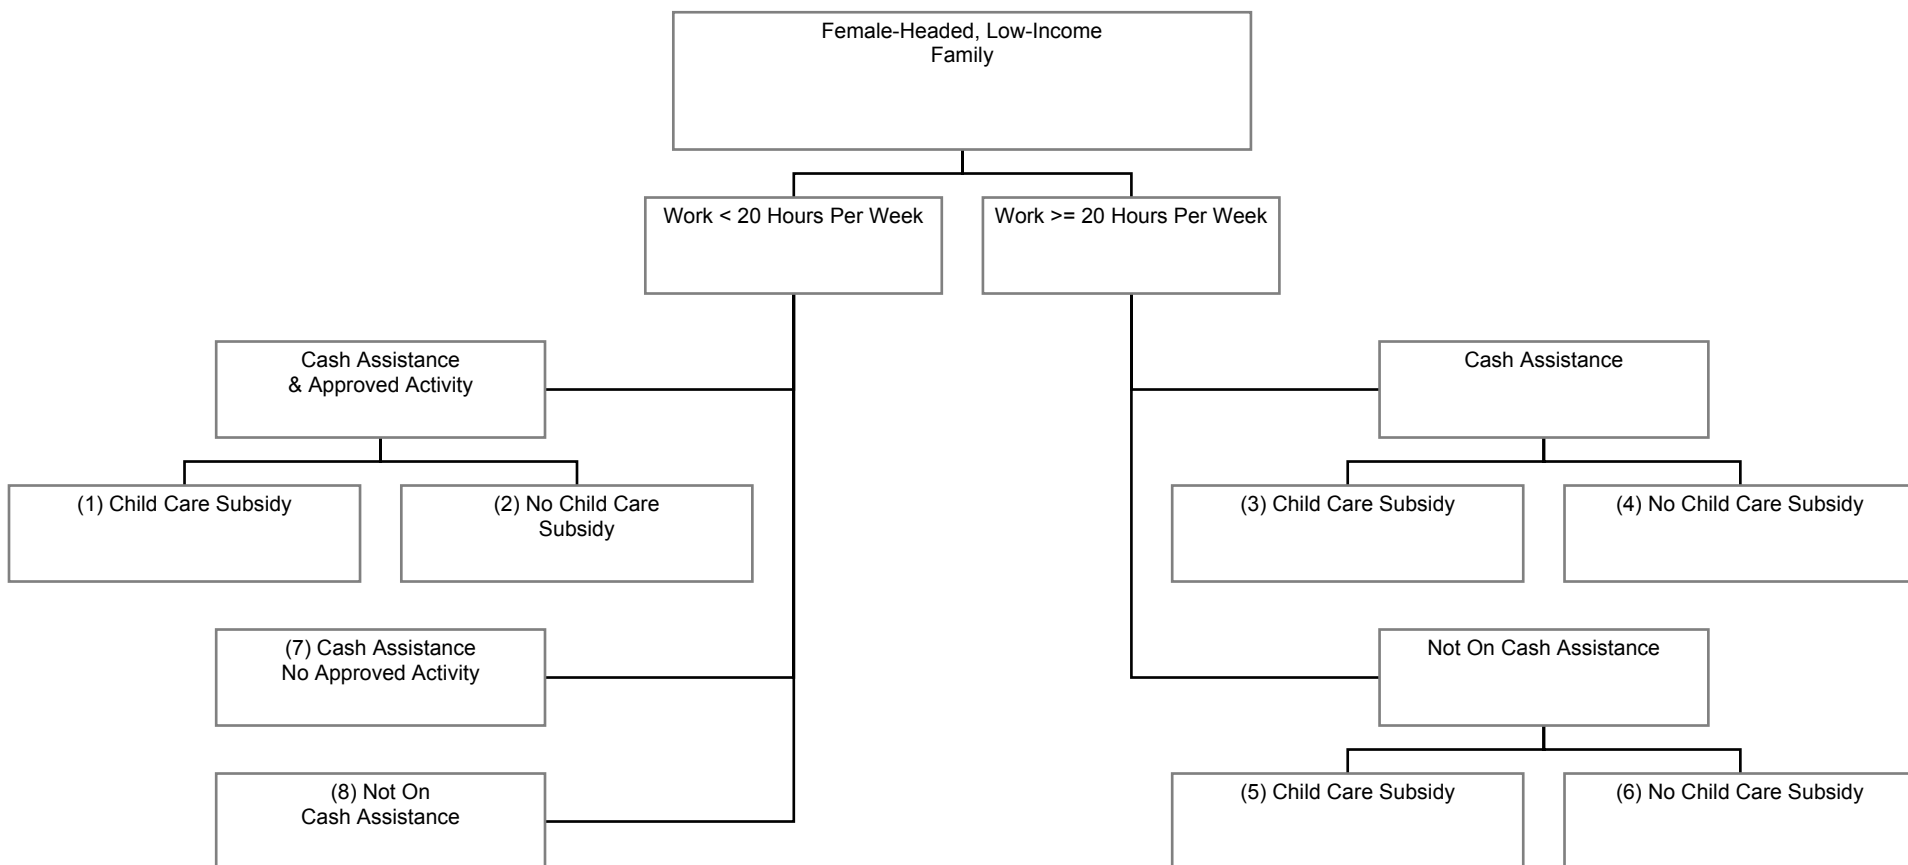 Female-Headed, Low-Income
Family
Work < 20 Hours Per Week
Work >= 20 Hours Per Week
Cash Assistance
& Approved Activity
Cash Assistance
(1) Child Care Subsidy
(2) No Child Care
Subsidy
(3) Child Care Subsidy
(4) No Child Care Subsidy
(7) Cash Assistance
No Approved Activity
Not On Cash Assistance
(8) Not On
Cash Assistance
(5) Child Care Subsidy
(6) No Child Care Subsidy